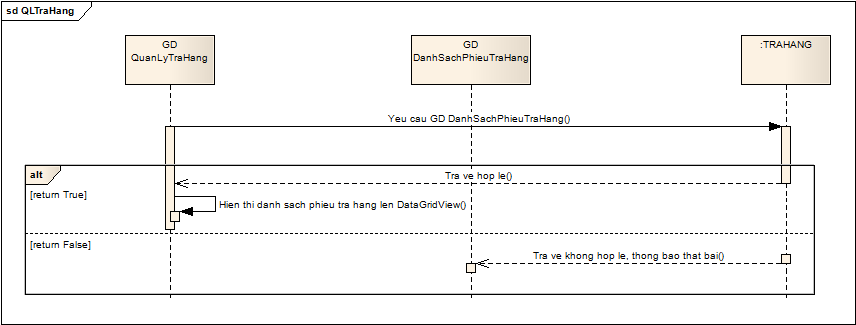 sd QLTraHang
GD
QuanLyTraHang
GD
DanhSachPhieuTraHang
:TRAHANG
Yeu cau GD DanhSachPhieuTraHang()
alt
Tra ve hop le()
[return True]
Hien thi danh sach phieu tra hang len DataGridView()
[return False]
Tra ve khong hop le, thong bao that bai()